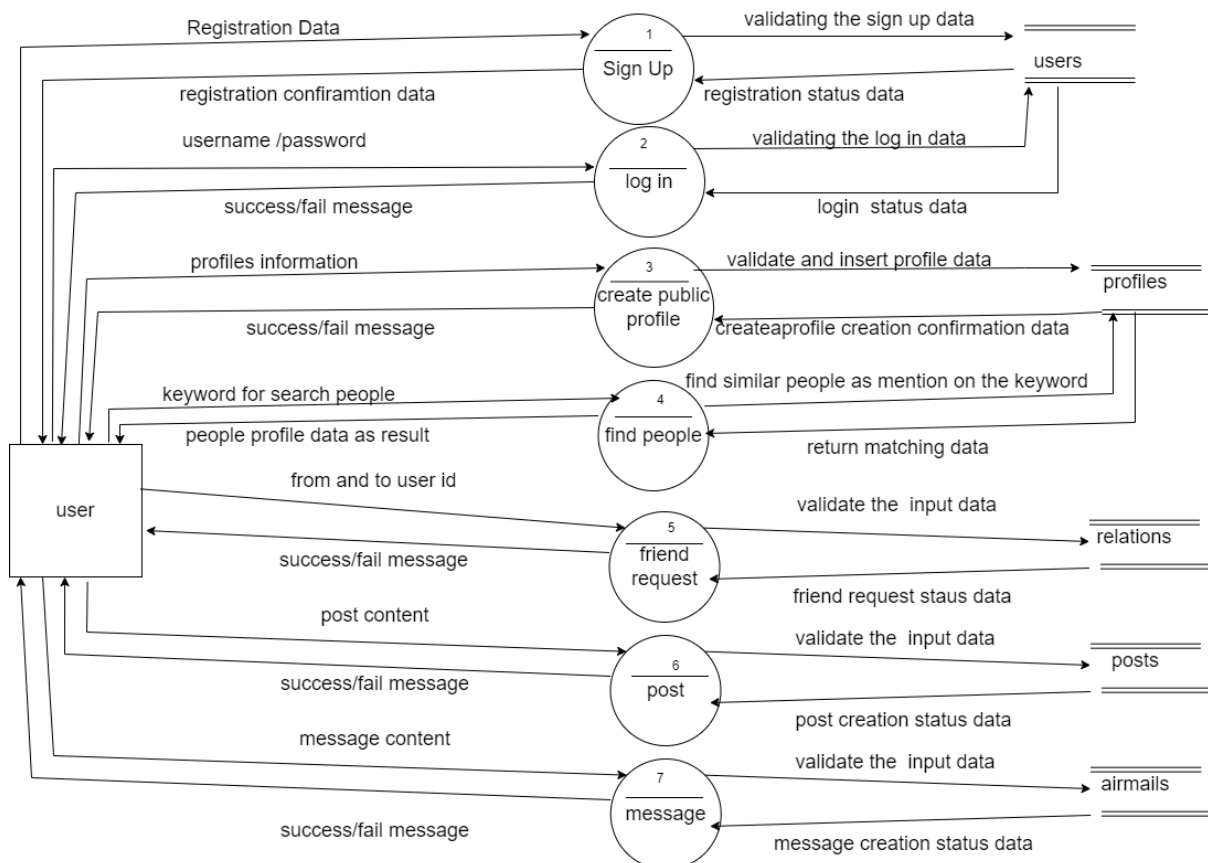 Registration Data
1
validating the sign up data
Sign Up
users
registration confiramtion data
registration status data
username /password
2
validating the log in data
log in
success/fail message
login status data
profiles information
3
validate and insert profile data
profiles
create public
profile
success/fail message
createaprofile creation confirmation data
keyword for search people
4
find similar people as mention on the keyword
people profile data as result
find people
return matching data
user
from and to user id
5
validate the input data
relations
friend
request
success/fail message
friend request staus data
post content
6
validate the input data
posts
post
success/fail message
post creation status data
message content
7
validate the input data
airmails
message
success/fail message
message creation status data